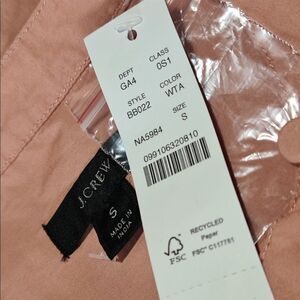 DEPT CLASS
GA4 0S1
STYLE COLOR
BB022 WTA
SIZE
NA5984 S
099106320810
RECYCLED
Paper
FSC
FSC® C117781
J.CREW
S
MADE IN
INDIA